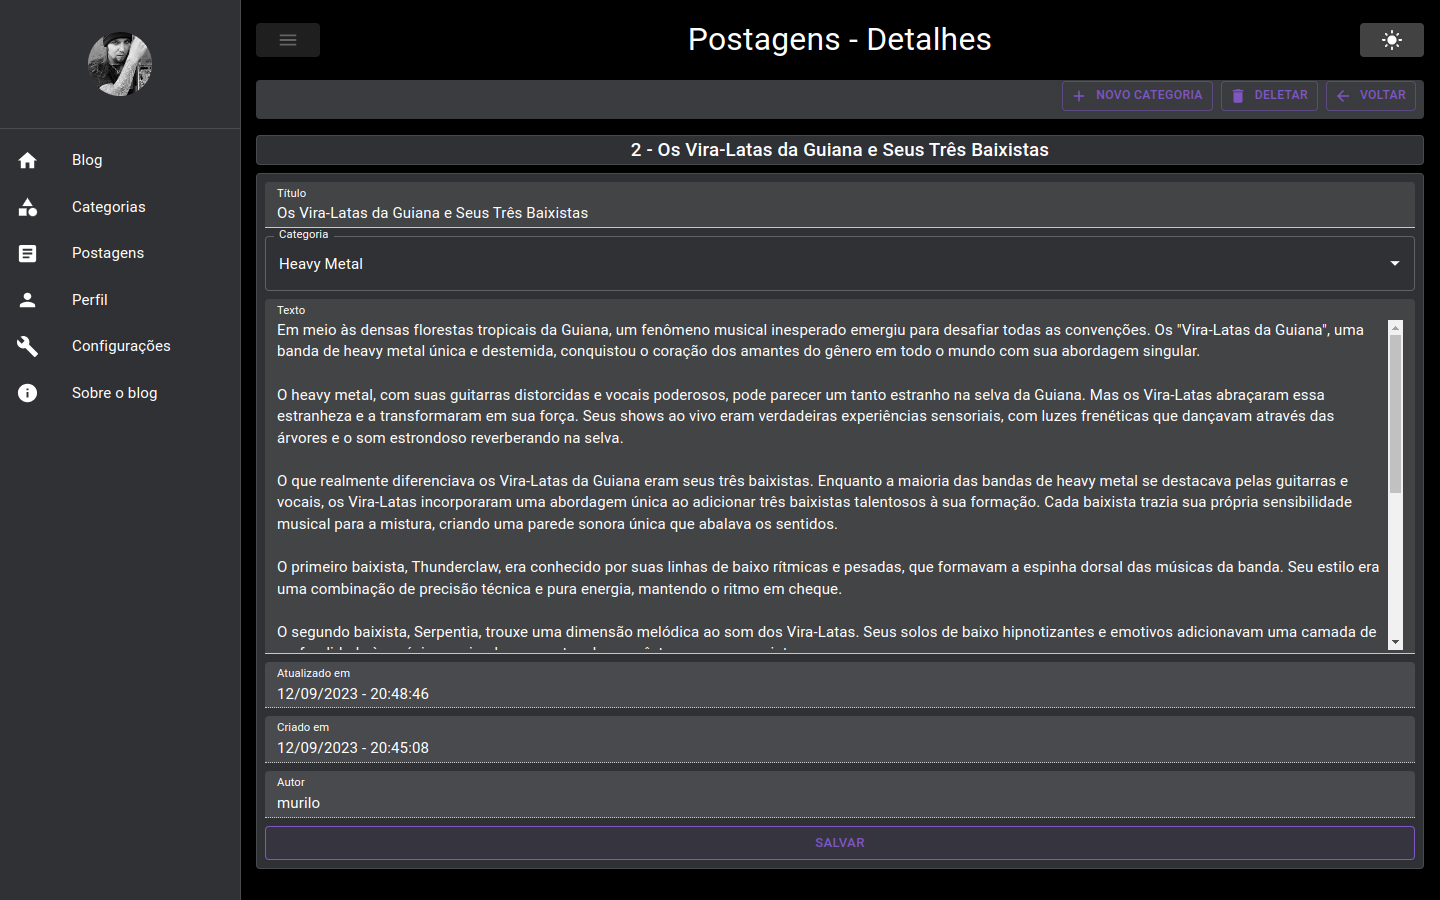 Postagens - Detalhes
NOVO CATEGORIA
DELETAR
VOLTAR
Blog
Categorias
Postagens
Perfil
Configurações
Sobre o blog
2 - Os Vira-Latas da Guiana e Seus Três Baixistas
Título
Os Vira-Latas da Guiana e Seus Três Baixistas
Categoria
Heavy Metal
Texto
Em meio às densas florestas tropicais da Guiana, um fenômeno musical inesperado emergiu para desafiar todas as convenções. Os "Vira-Latas da Guiana", uma
banda de heavy metal única e destemida, conquistou o coração dos amantes do gênero em todo o mundo com sua abordagem singular.
O heavy metal, com suas guitarras distorcidas e vocais poderosos, pode parecer um tanto estranho na selva da Guiana. Mas os Vira-Latas abraçaram essa
estranheza e a transformaram em sua força. Seus shows ao vivo eram verdadeiras experiências sensoriais, com luzes frenéticas que dançavam através das
árvores e o som estrondoso reverberando na selva.
O que realmente diferenciava os Vira-Latas da Guiana eram seus três baixistas. Enquanto a maioria das bandas de heavy metal se destacava pelas guitarras e
vocais, os Vira-Latas incorporaram uma abordagem única ao adicionar três baixistas talentosos à sua formação. Cada baixista trazia sua própria sensibilidade
musical para a mistura, criando uma parede sonora única que abalava os sentidos.
O primeiro baixista, Thunderclaw, era conhecido por suas linhas de baixo rítmicas e pesadas, que formavam a espinha dorsal das músicas da banda. Seu estilo era
uma combinação de precisão técnica e pura energia, mantendo o ritmo em cheque.
O segundo baixista, Serpentia, trouxe uma dimensão melódica ao som dos Vira-Latas. Seus solos de baixo hipnotizantes e emotivos adicionavam uma camada de
Atualizado em
12/09/2023 - 20:48:46
Criado em
12/09/2023 - 20:45:08
Autor
murilo
SALVAR